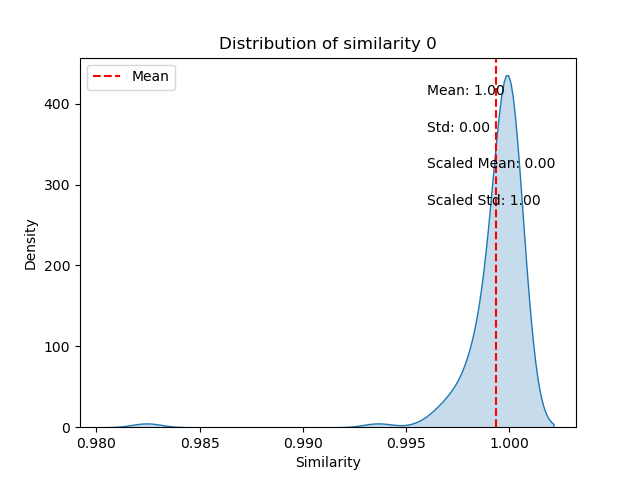 Distribution of similarity 0
Mean
Mean: 1.00
Std: 0.00
Scaled Mean: 0.00
Scaled Std: 1.00
400
300
200
100
0
Density
0.980 0.985 0.990 0.995 1.000
Similarity